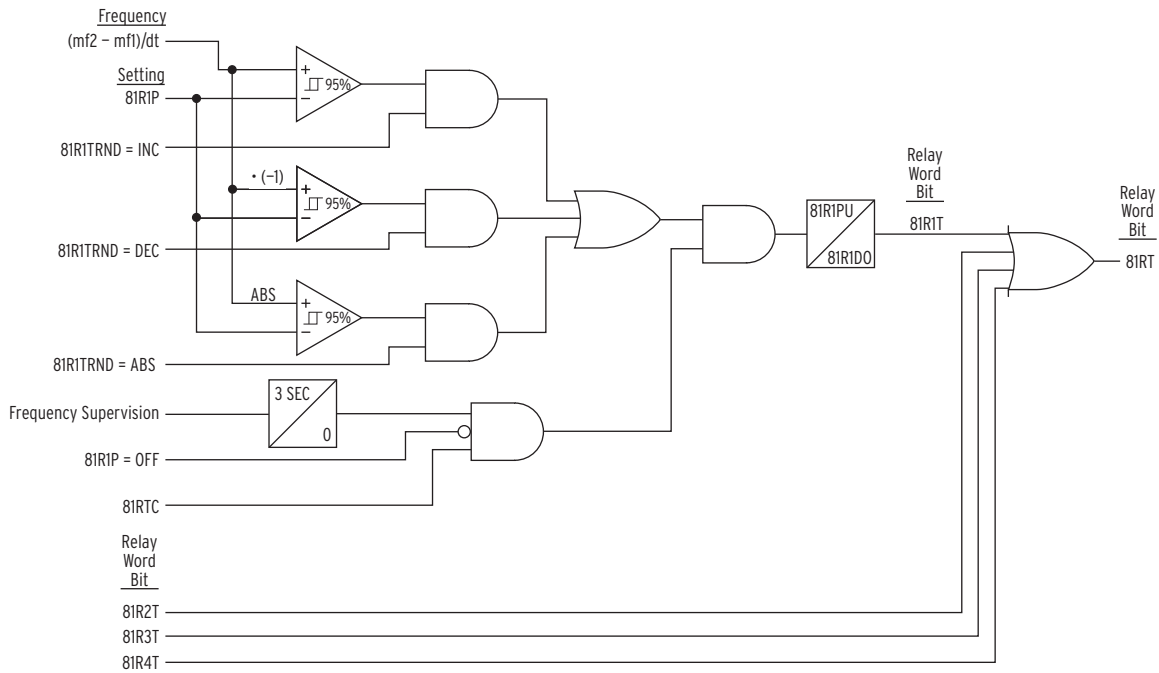 Frequency
(mf2 – mf1)/dt
Setting
81R1P
+
–
95%
81R1TRND = INC
• (–1)
+
–
95%
81R1TRND = DEC
ABS
+
–
95%
81R1TRND = ABS
Frequency Supervision
3 SEC
0
81R1P = OFF
81RTC
81R1PU
81R1DO
Relay
Word
Bit
81R1T
Relay
Word
Bit
81RT
Relay
Word
Bit
81R2T
81R3T
81R4T